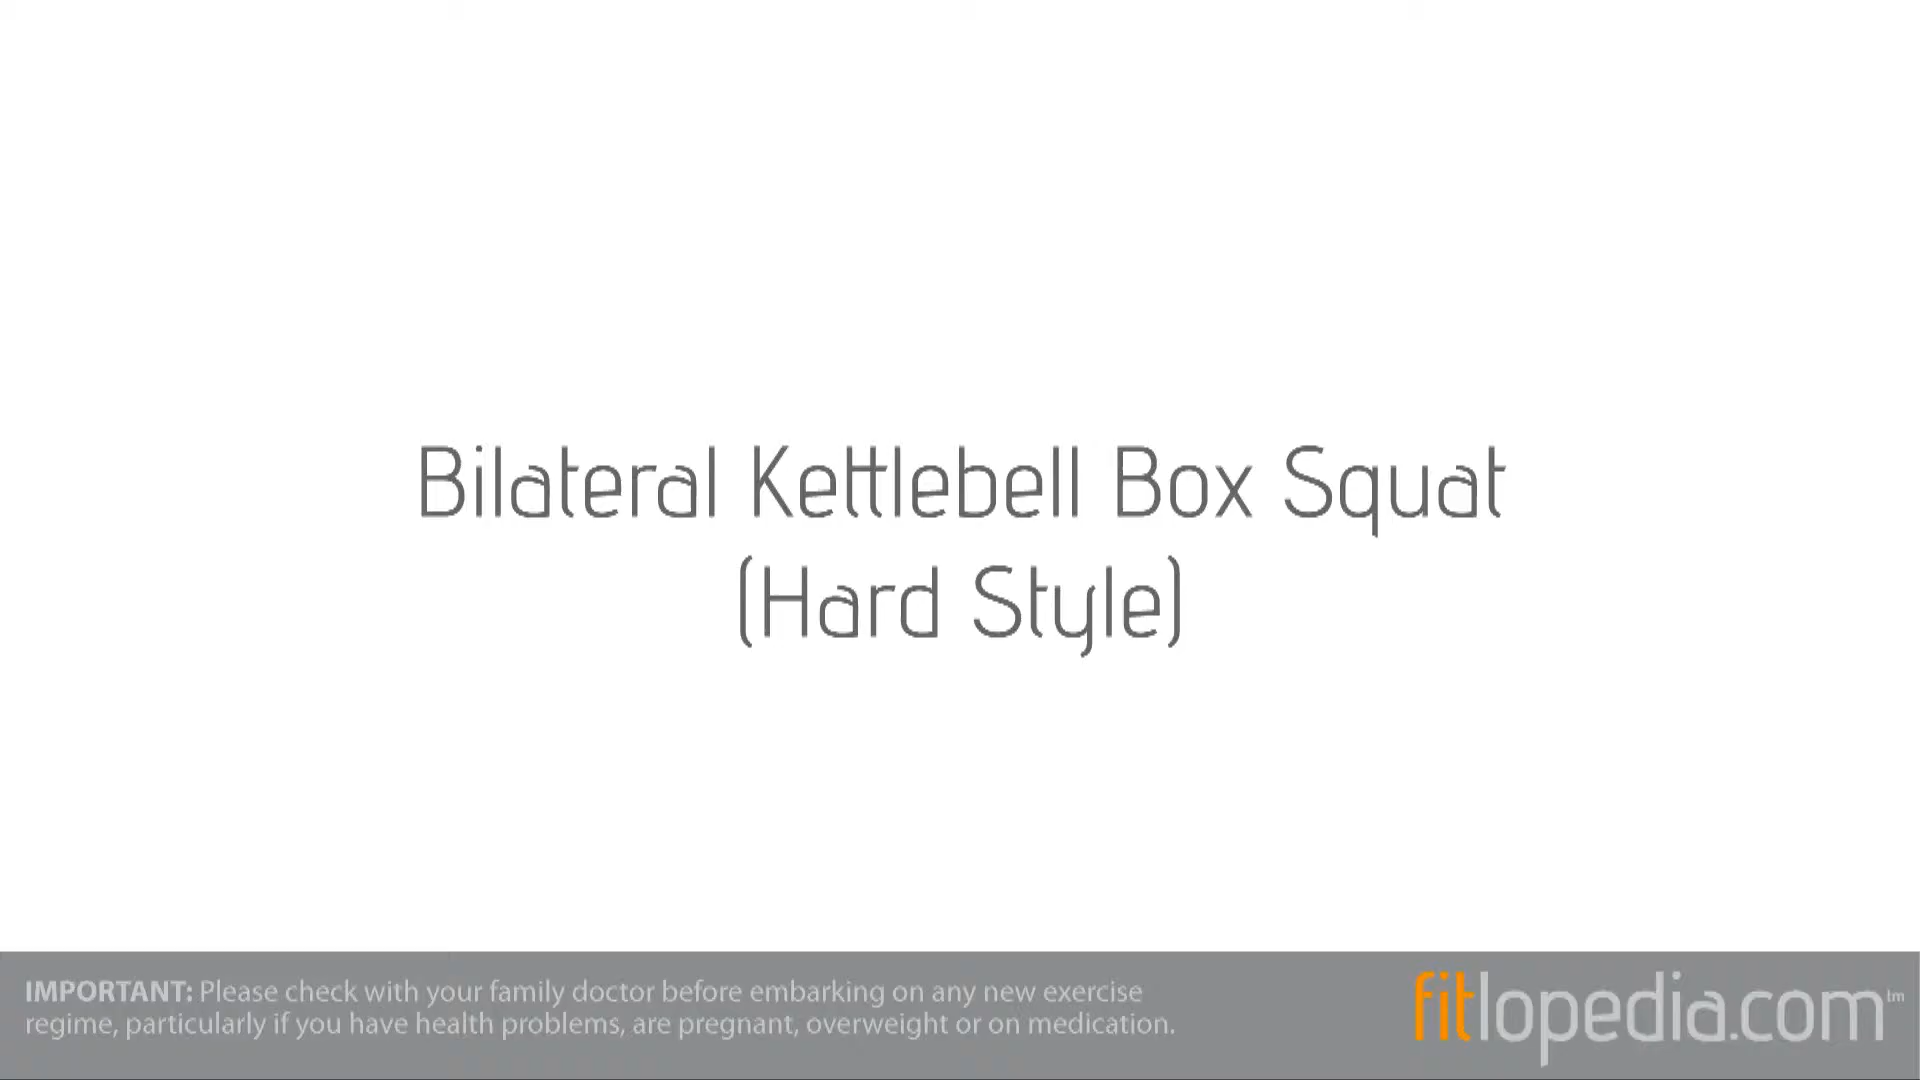 Bilateral Kettlebell Box Squat
(Hard Style)
IMPORTANT: Please check with your family doctor before embarking on any new exercise
regime, particularly if you have health problems, are pregnant, overweight or on medication.
fitlopedia.com™